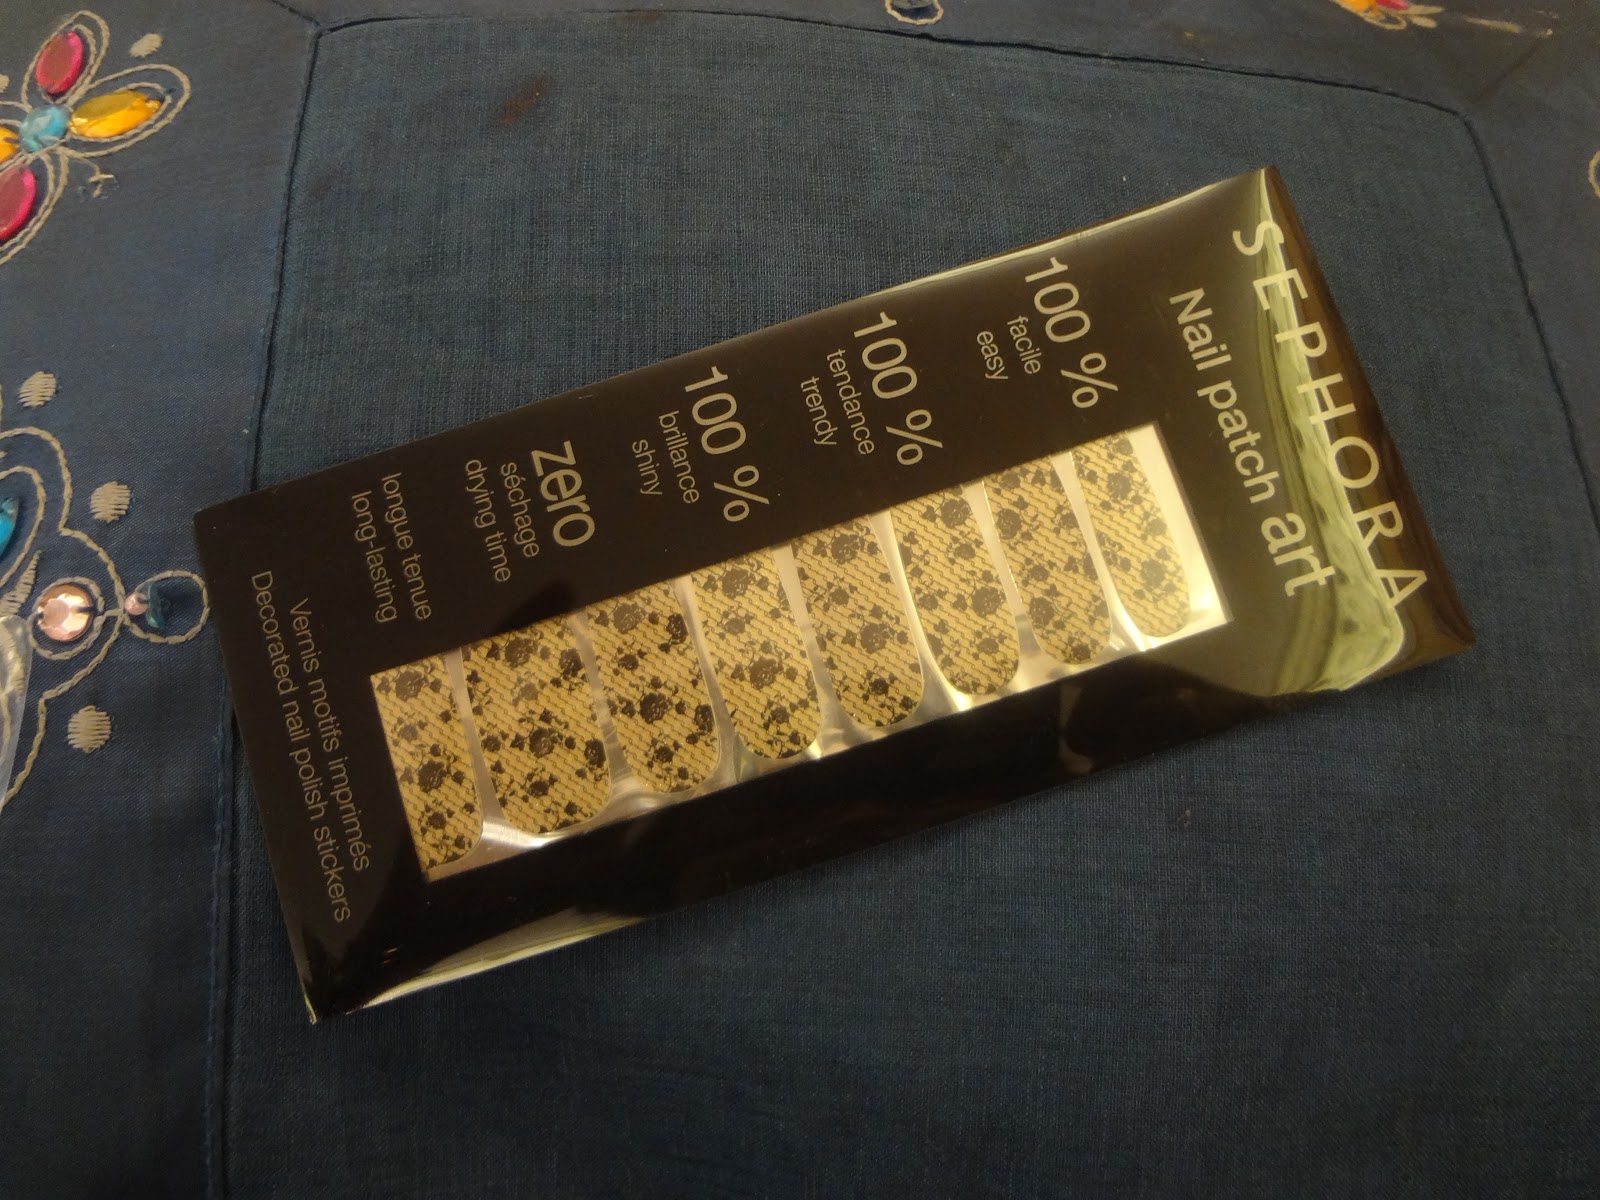 SEPHORA
Nail patch art
100 %
facile
easy
100 %
tendance
trendy
100 %
brillance
shiny
zero
séchage
drying time
longue tenue
long-lasting
Vernis motifs imprimés
Decorated nail polish stickers